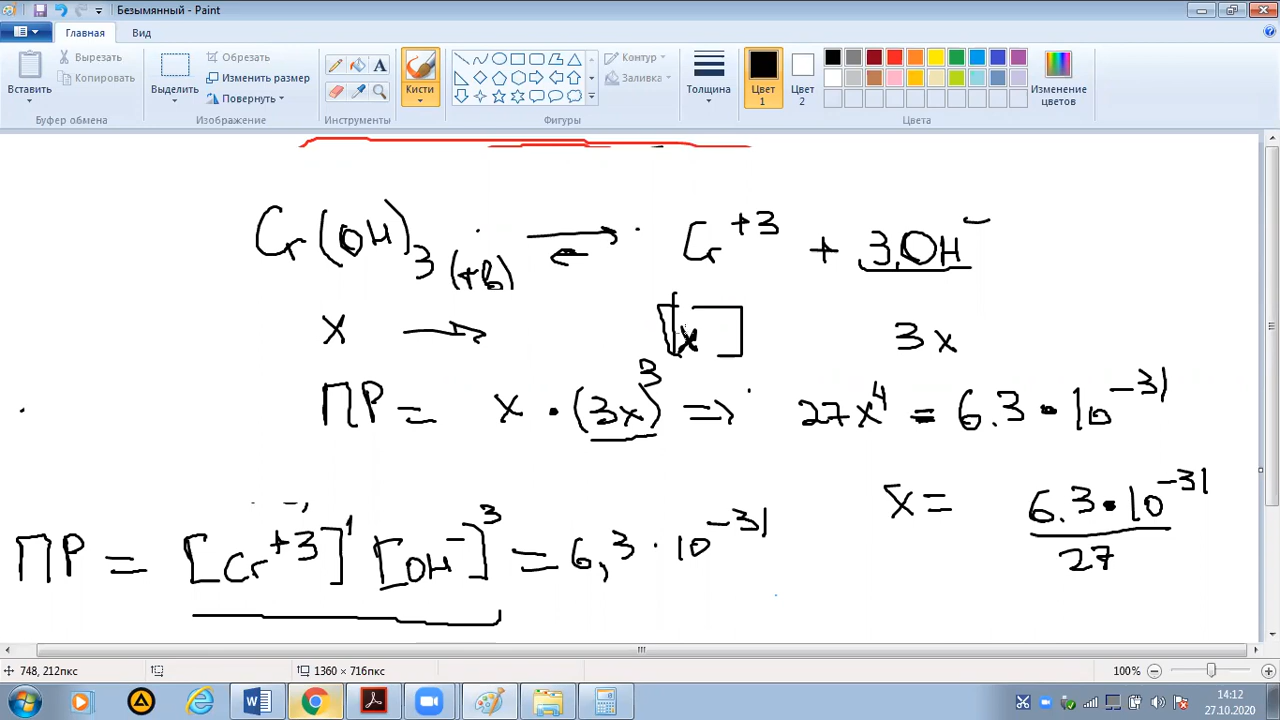 Безымянный - Paint
Главная Вид
Вставить Вырезать Копировать
Выделить Обрезать Изменить размер Повернуть
Кисти
Контур Заливка
Толщина
Цвет 1 Цвет 2
Изменение цветов
Буфер обмена Изображение Инструменты Фигуры Цвета
Cr(OH)₃ (тв) ⇌ Cr⁺³ + 3OH⁻
x → [x] 3x
ПР = x · (3x)³ => 27x⁴ = 6.3 · 10⁻³¹
x = 6.3 · 10⁻³¹
27
ПР = [Cr⁺³]¹ [OH⁻]³ = 6,3 · 10⁻³¹
748, 212пкс 1360 × 716пкс 100%
14:12
27.10.2020